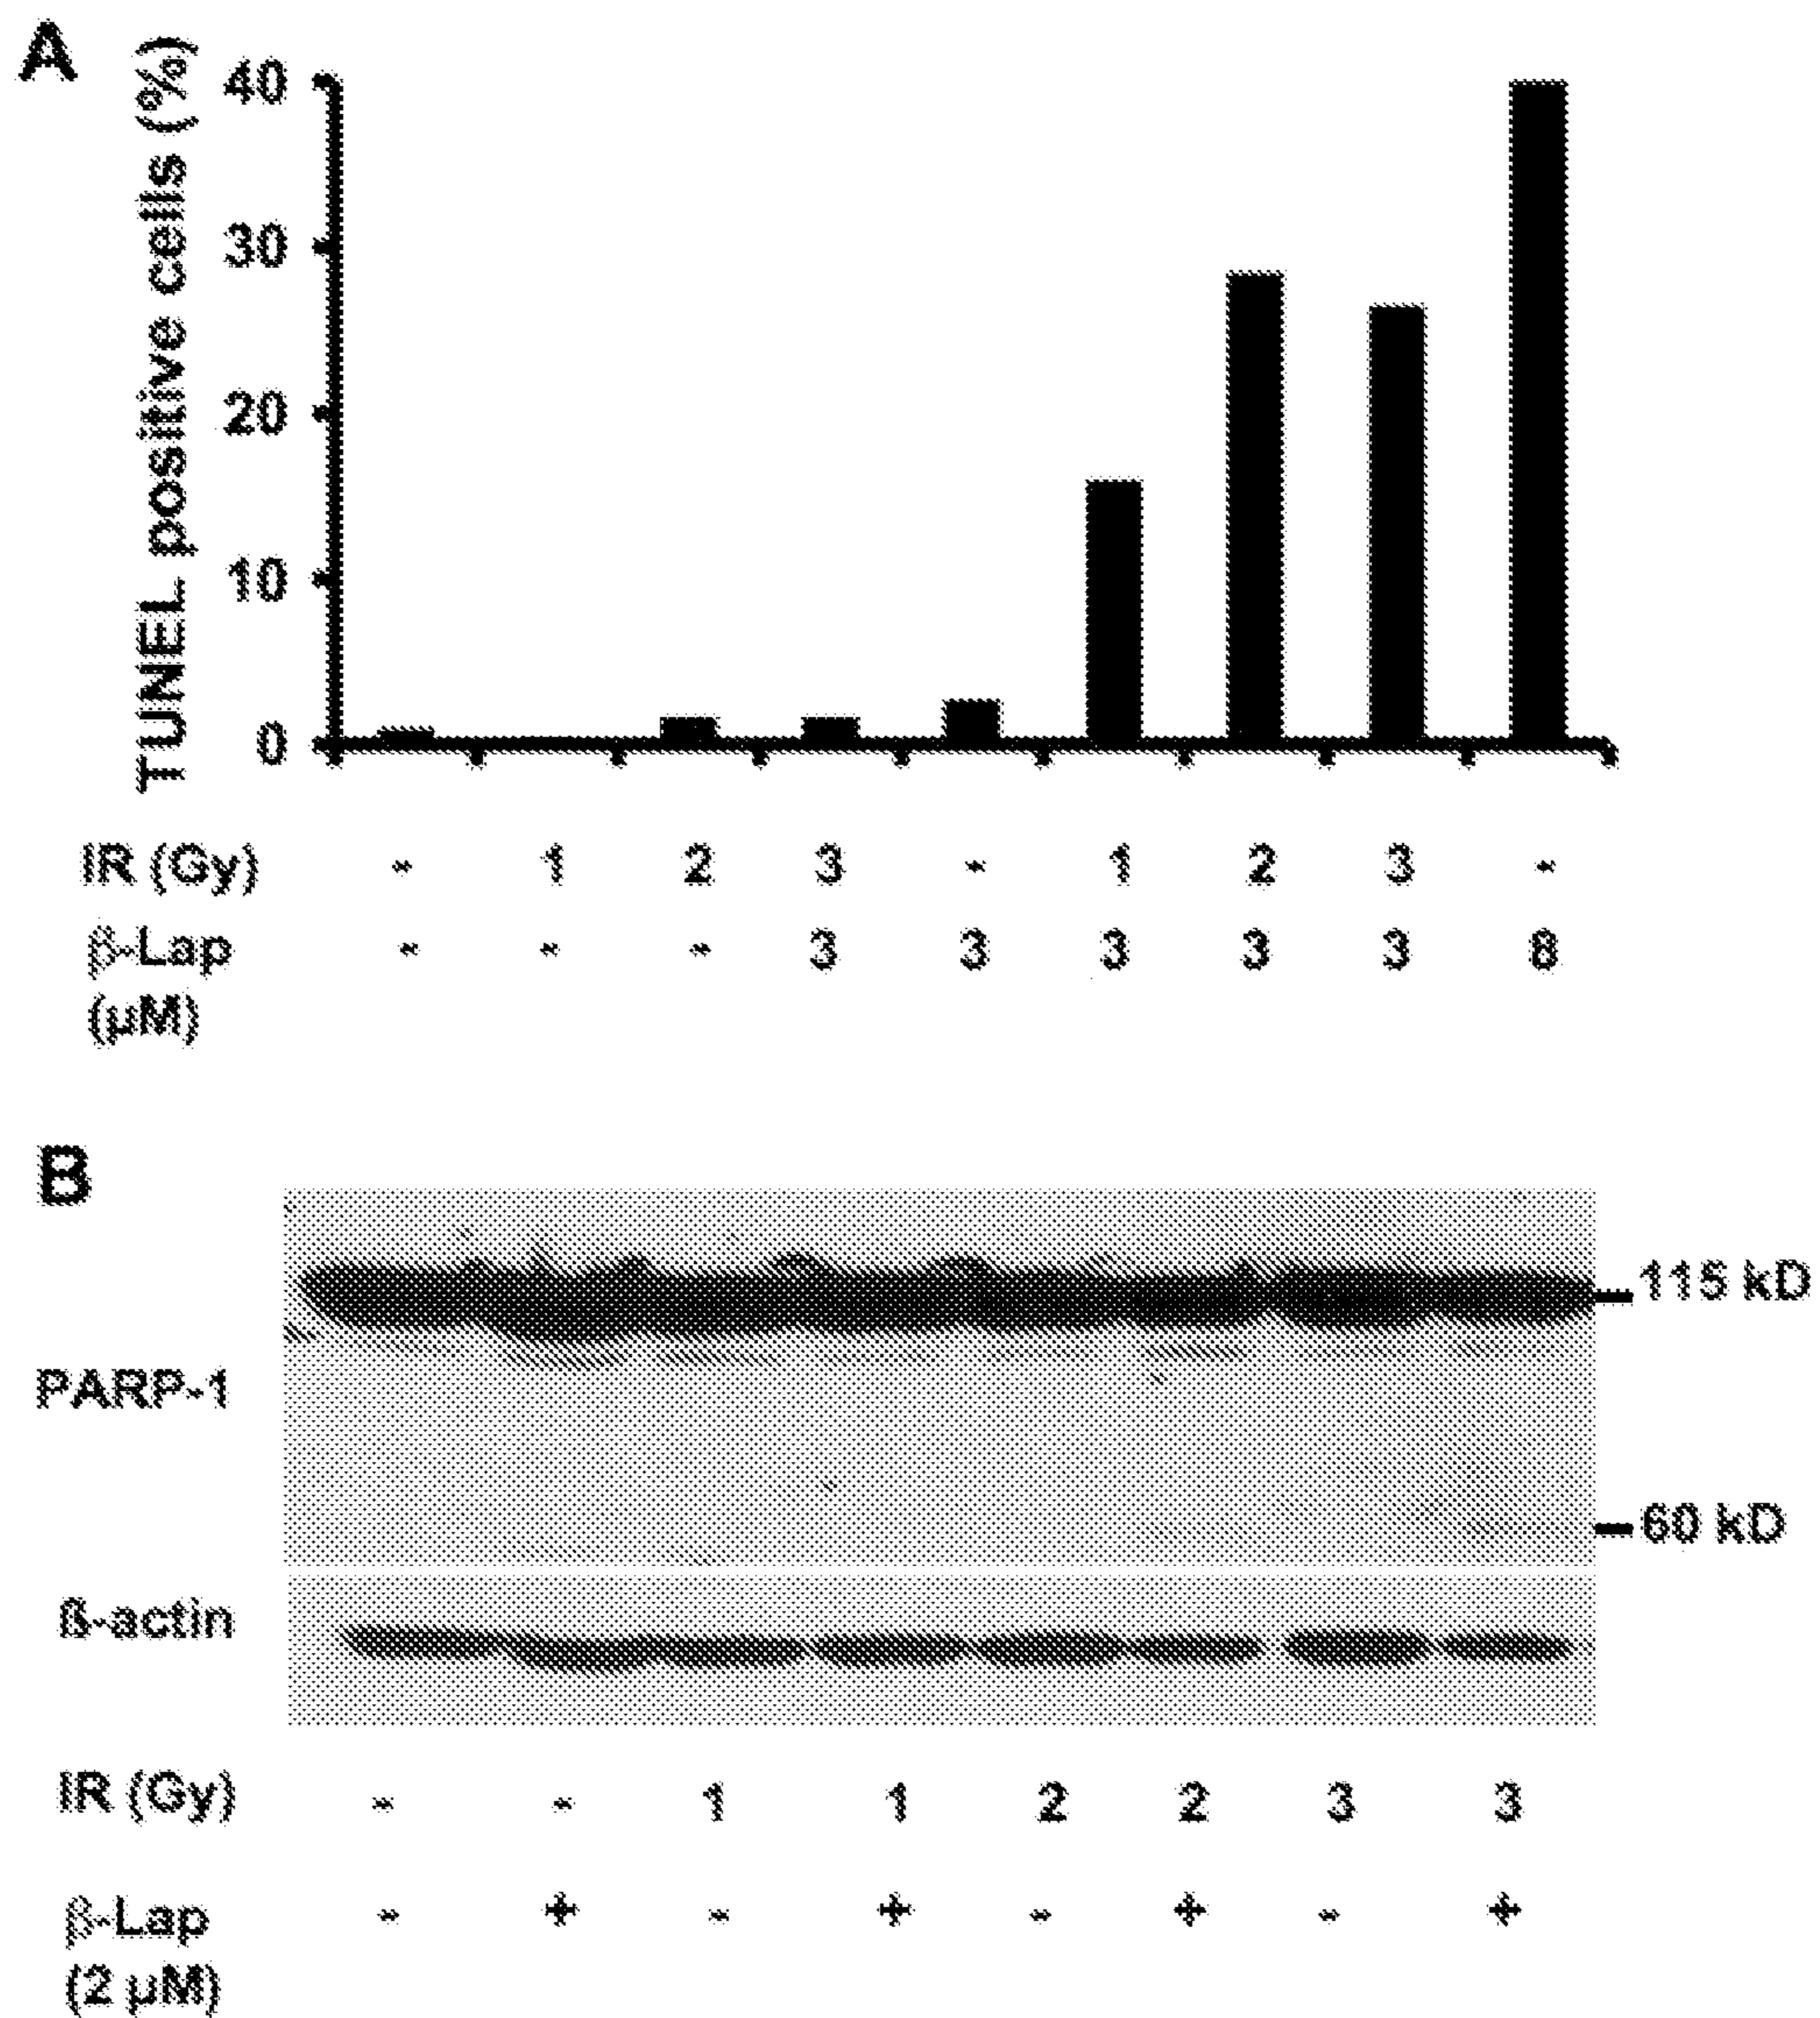 A
TUNEL positive cells (%)
40
30
20
10
0
IR (Gy) - 1 2 3 - 1 2 3 -
β-Lap - - - 3 3 3 3 3 8
(µM)
B
115 kD
PARP-1
60 kD
ß-actin
IR (Gy) - - 1 1 2 2 3 3
β-Lap - + - + - + - +
(2 µM)